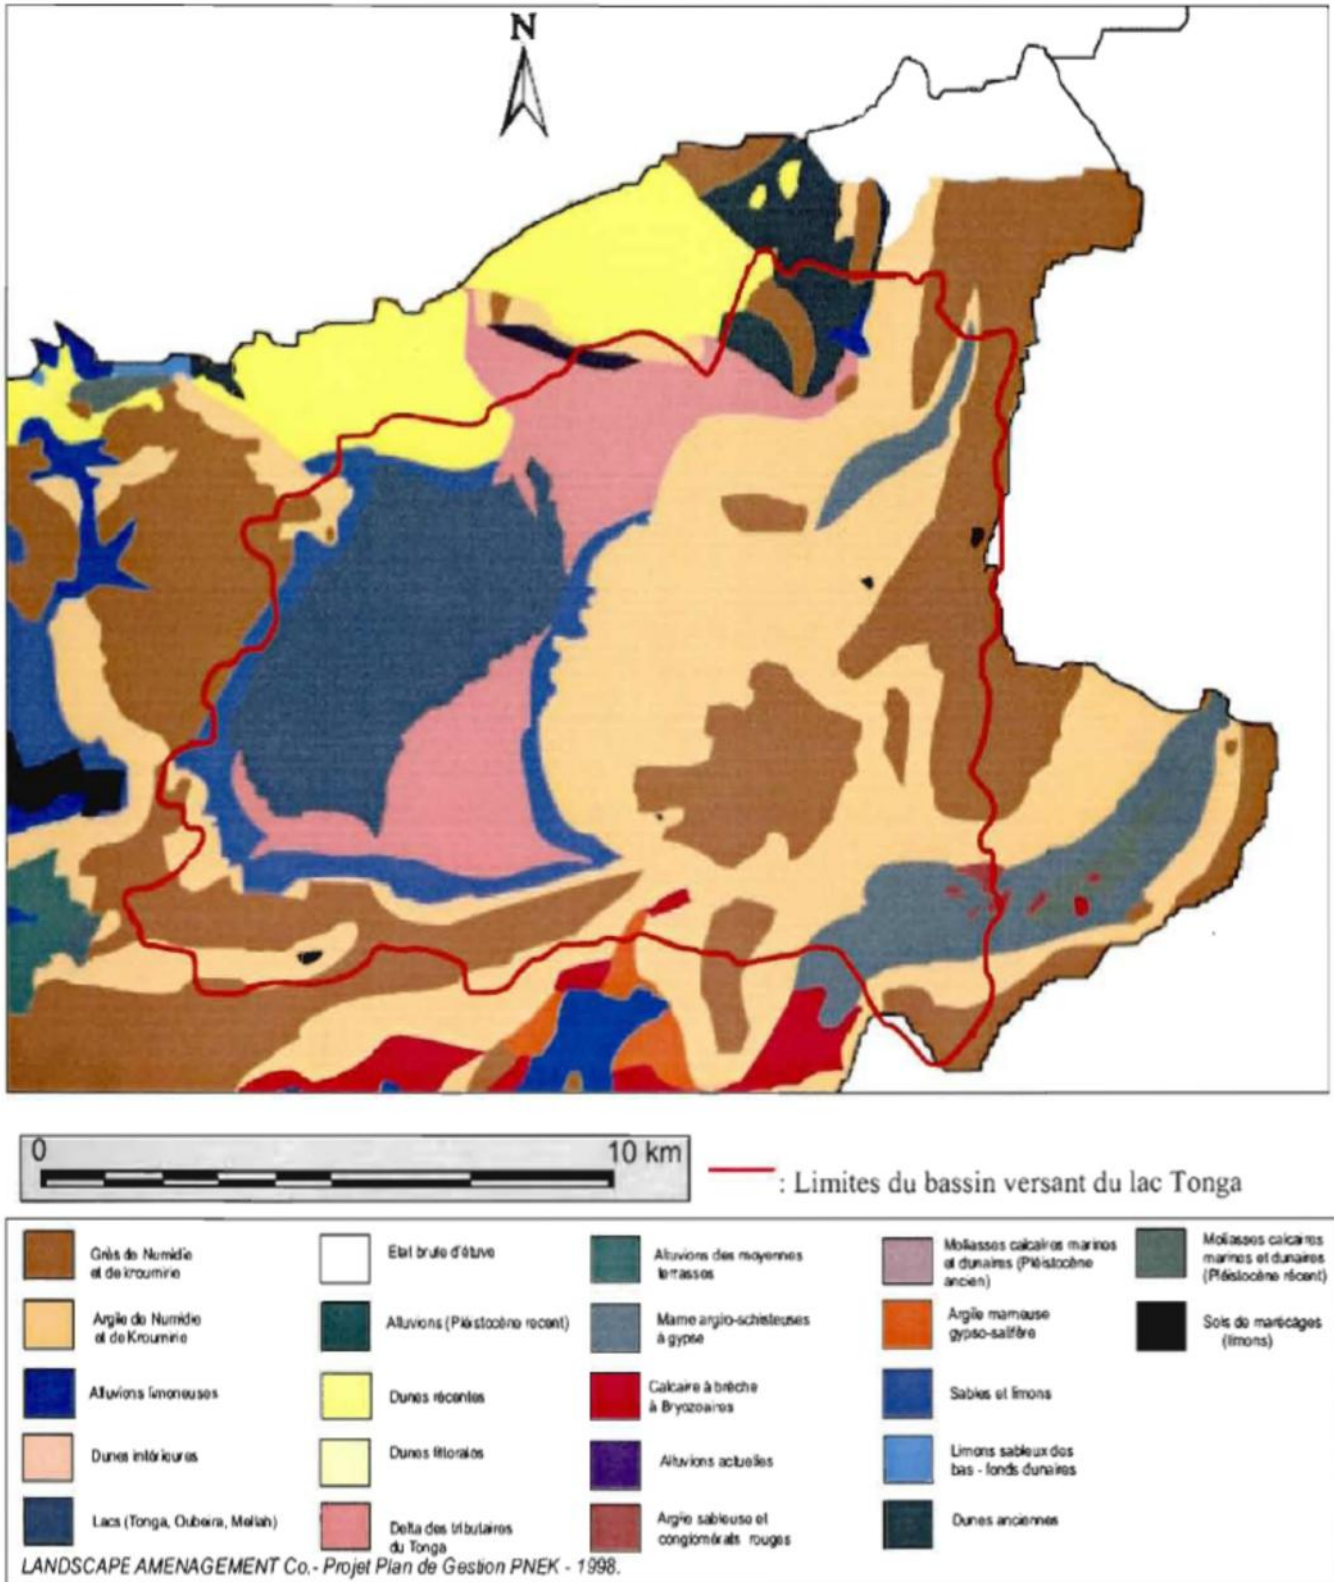 N
0 10 km
: Limites du bassin versant du lac Tonga
Grès de Numidie
et de kroumirie
Argile de Numidie
et de Kroumirie
Alluvions limoneuses
Dunes intérieures
Lacs (Tonga, Oubeira, Mellah)
Etat brule d'étuve
Alluvions (Pléistocène recent)
Dunes récentes
Dunes littorales
Delta des tributaires
du Tonga
Alluvions des moyennes
terrasses
Marne argilo-schisteuses
à gypse
Calcaire à brèche
à Bryozoaires
Alluvions actuelles
Argile sableuse et
conglomérats rouges
Mollasses calcaires marinos
et dunaires (Pléistocène
ancien)
Argile marneuse
gypso-salifère
Sables et limons
Limons sableux des
bas - fonds dunaires
Dunes anciennes
Mollasses calcaires
marines et dunaires
(Pléistocène récent)
Sols de marécages
(limons)
LANDSCAPE AMENAGEMENT Co.- Projet Plan de Gestion PNEK - 1998.